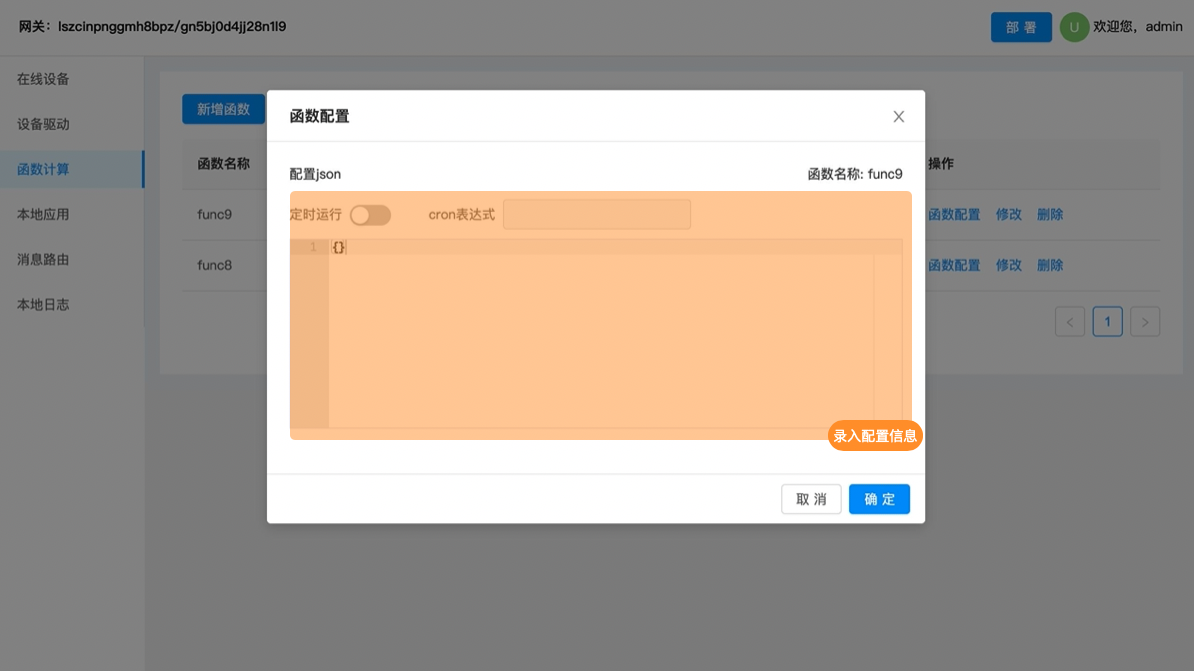 网关：lszcinpnggmh8bpz/gn5bj0d4jj28n1l9
部 署
U
欢迎您，admin
在线设备
设备驱动
函数计算
本地应用
消息路由
本地日志
新增函数
函数名称
操作
func9
函数配置 修改 删除
func8
函数配置 修改 删除
< 1 >
函数配置
配置json
函数名称: func9
定时运行
cron表达式
1 {}
录入配置信息
取 消
确 定